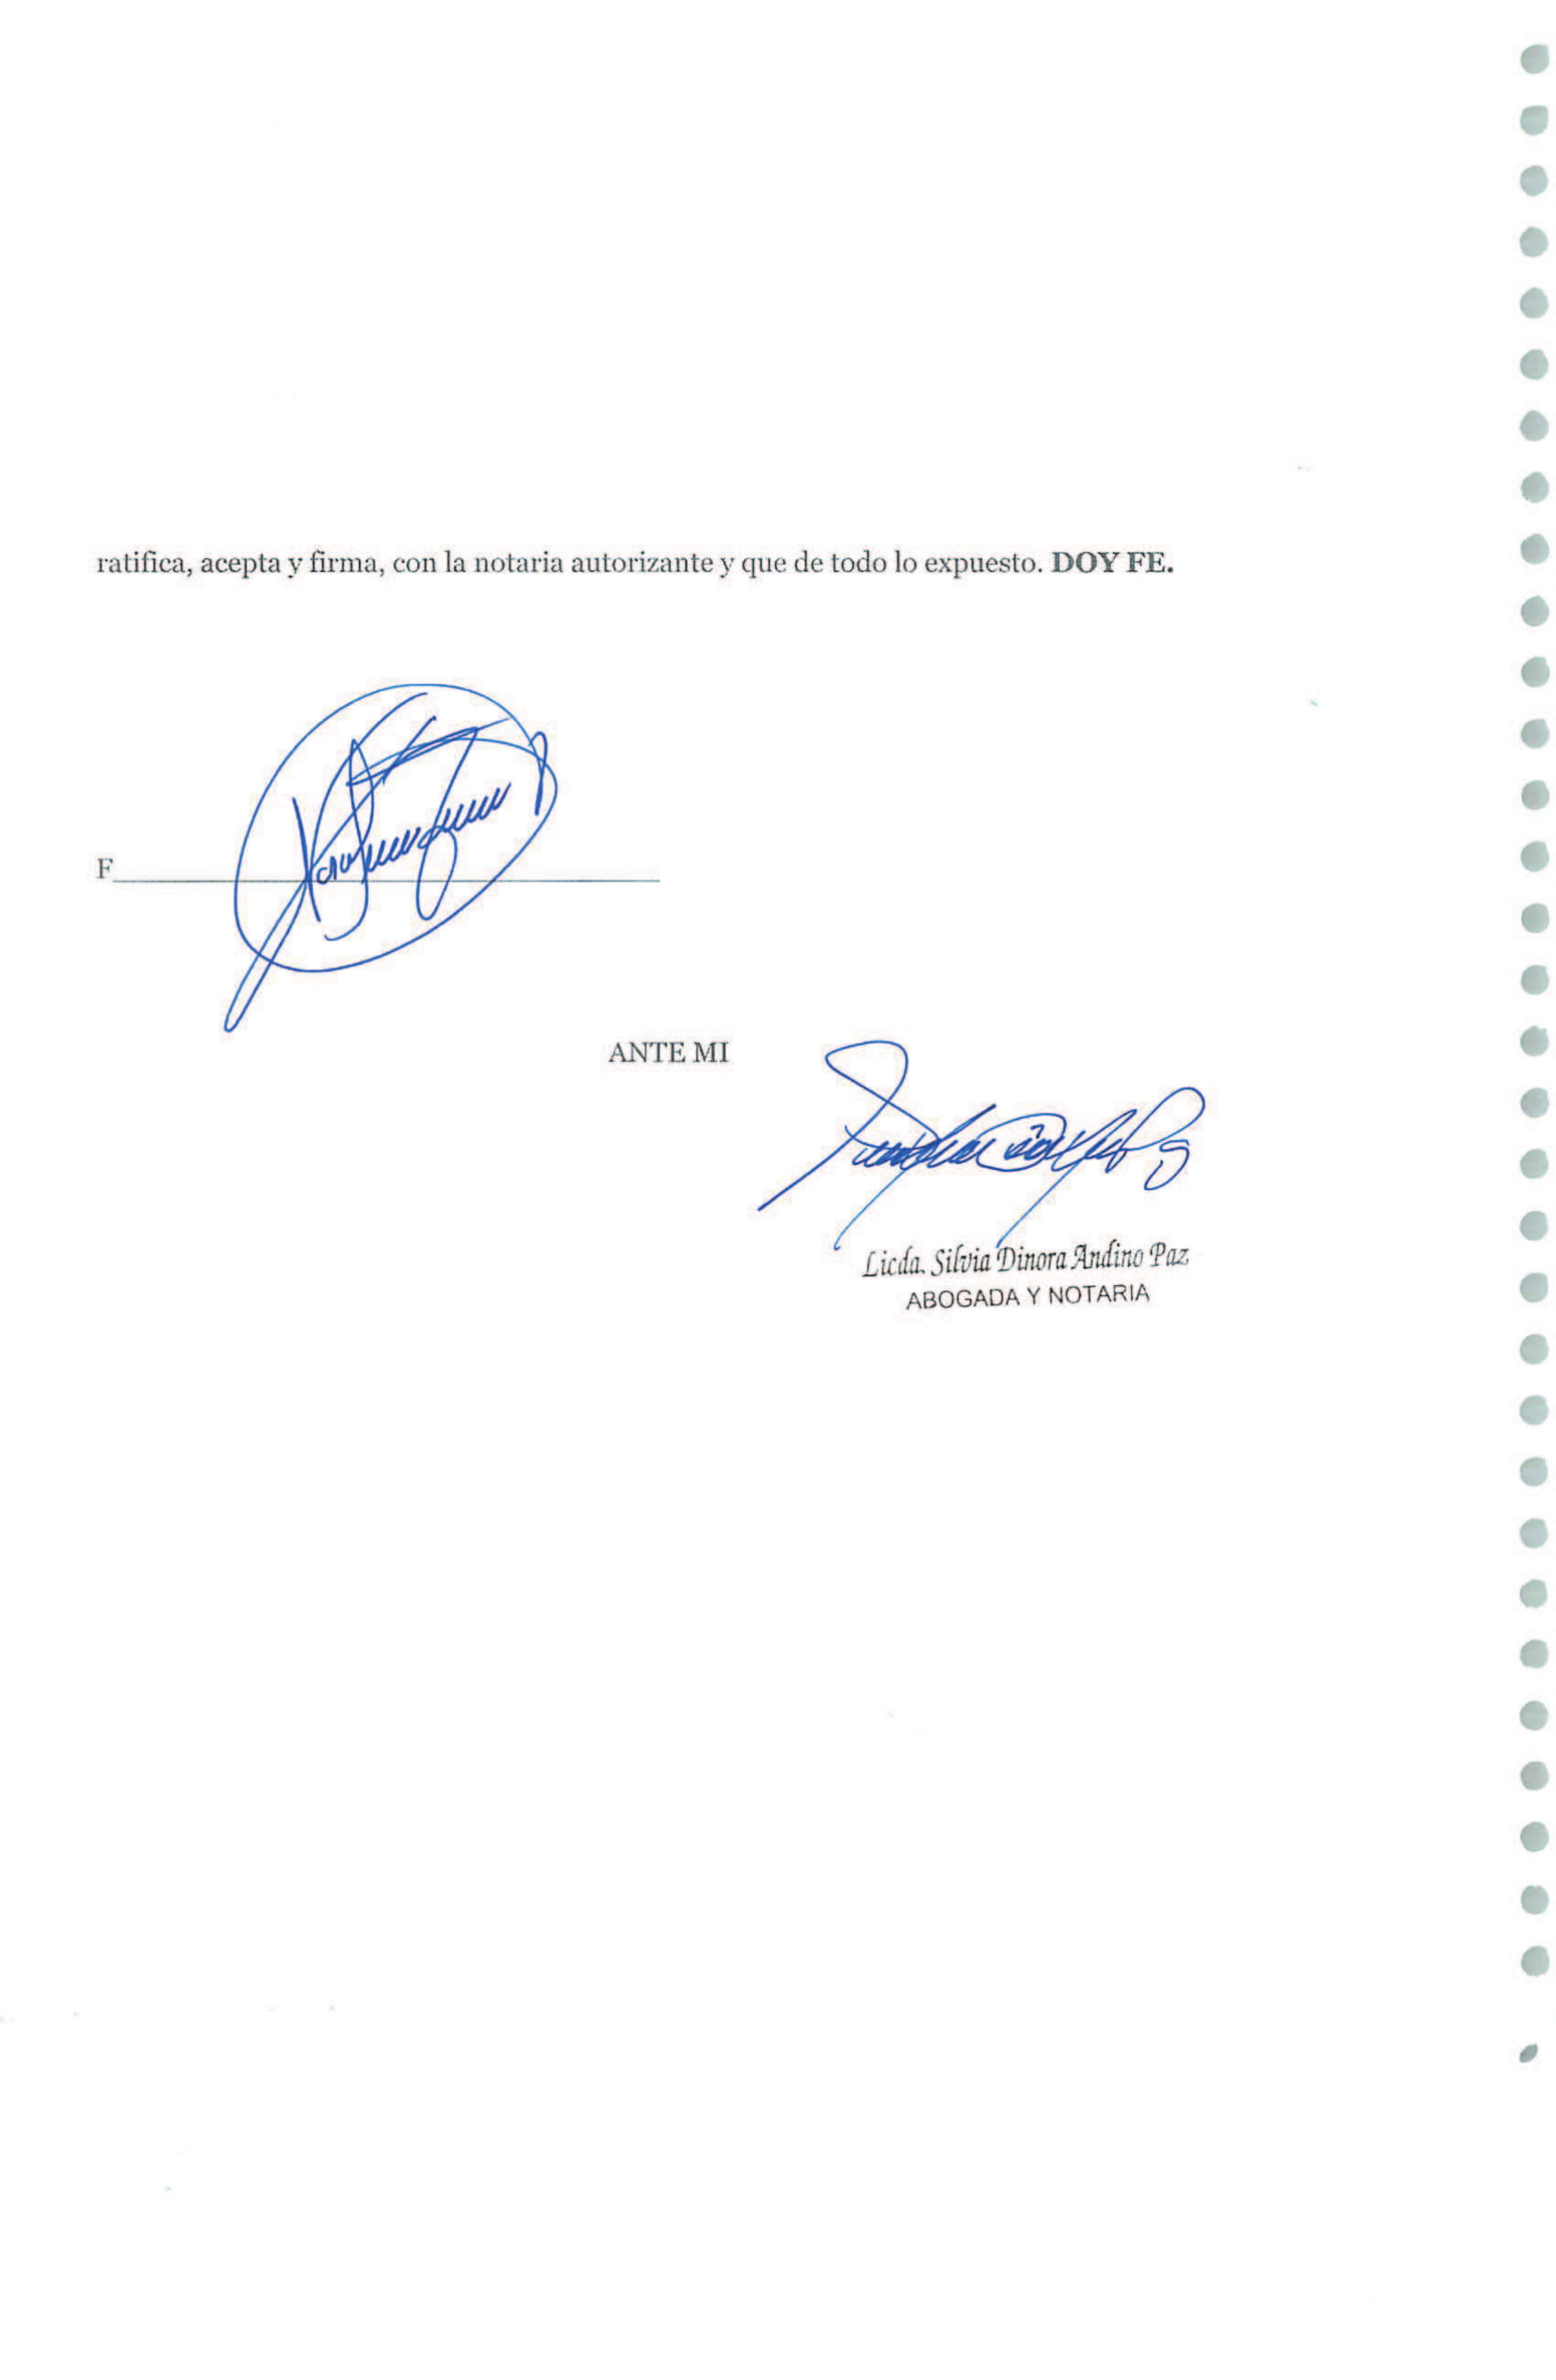 ratifica, acepta y firma, con la notaria autorizante y que de todo lo expuesto. DOY FE.
F
ANTE MI
Licda. Silvia Dinora Andino Paz
ABOGADA Y NOTARIA